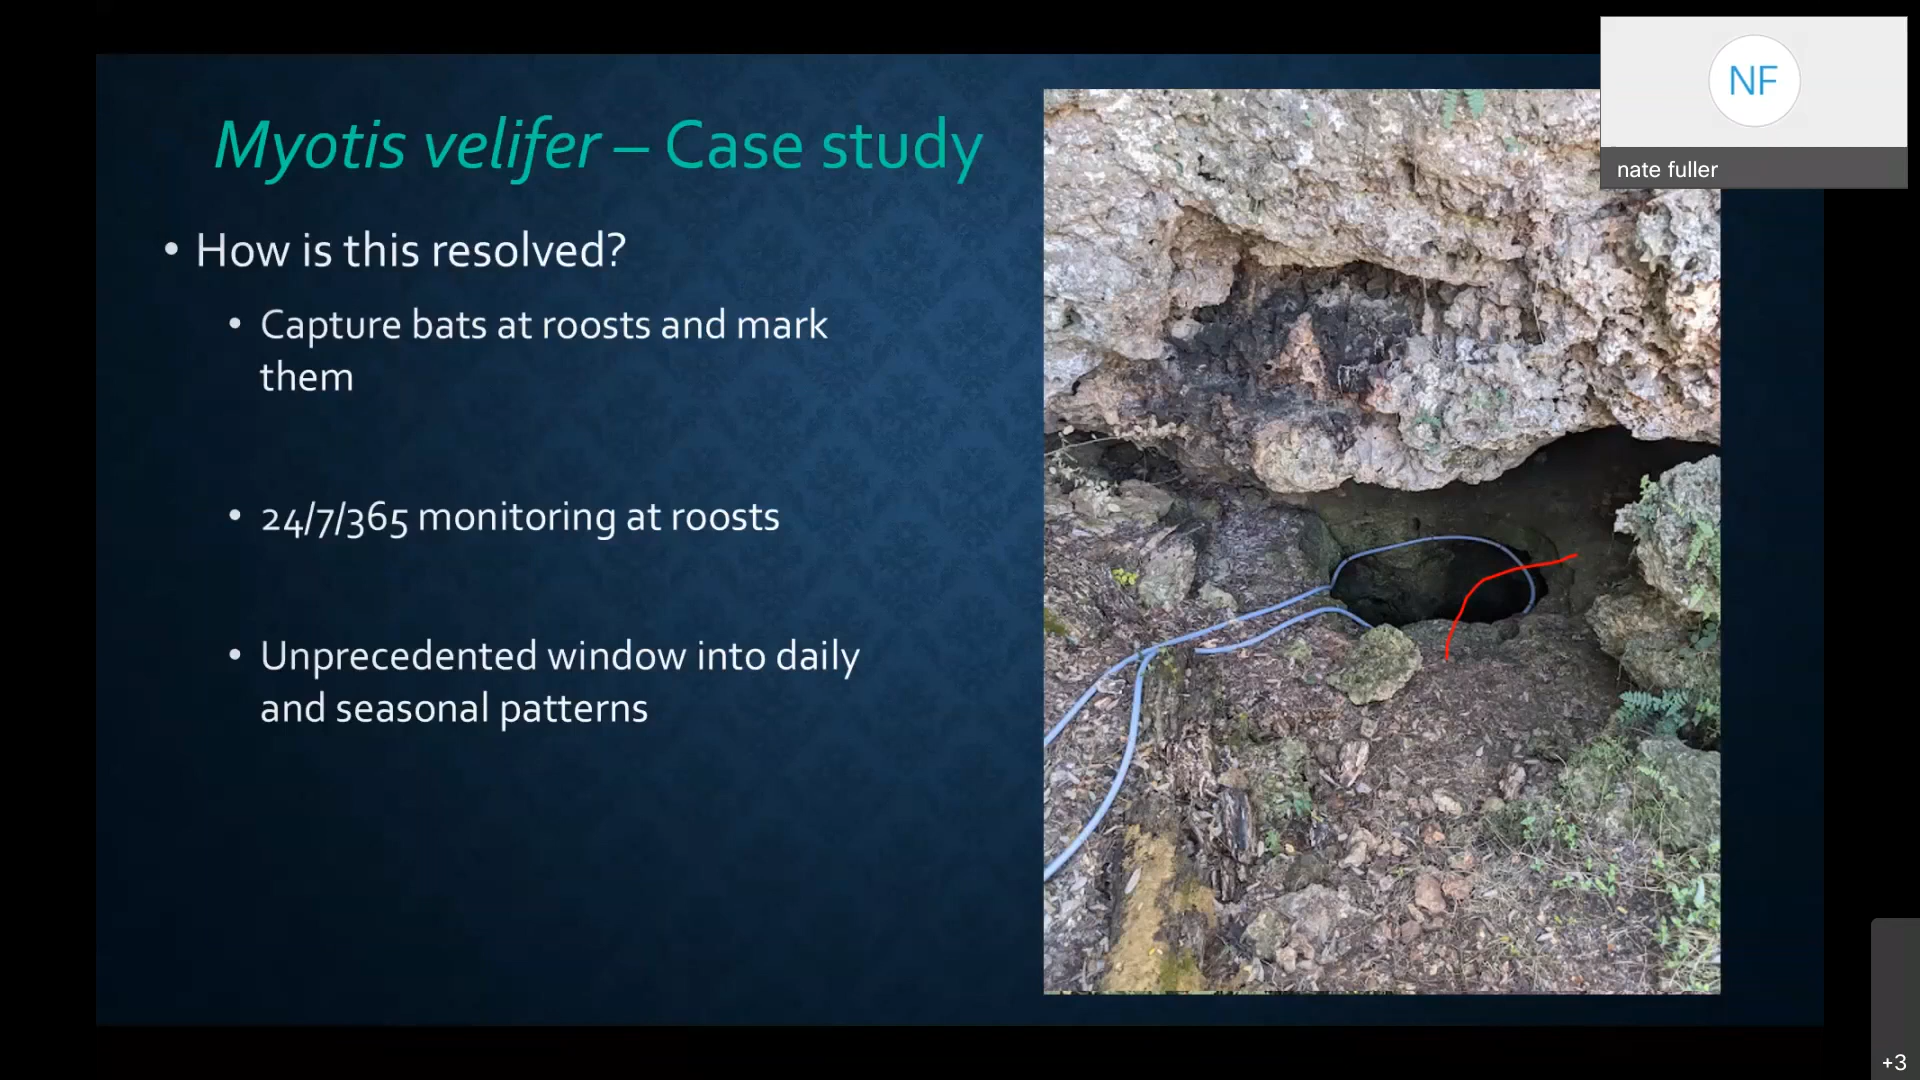 Myotis velifer – Case study
• How is this resolved?
• Capture bats at roosts and mark
them
• 24/7/365 monitoring at roosts
• Unprecedented window into daily
and seasonal patterns
NF
nate fuller
+3